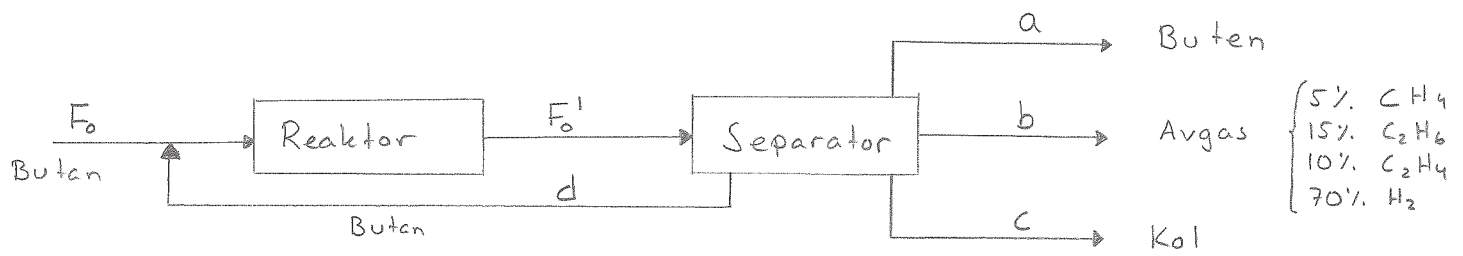 a
Buten
F₀
Reaktor
F₀'
Separator
b
Avgas
5%. CH₄
15%. C₂H₆
10%. C₂H₄
70%. H₂
Butan
d
Butan
c
Kol